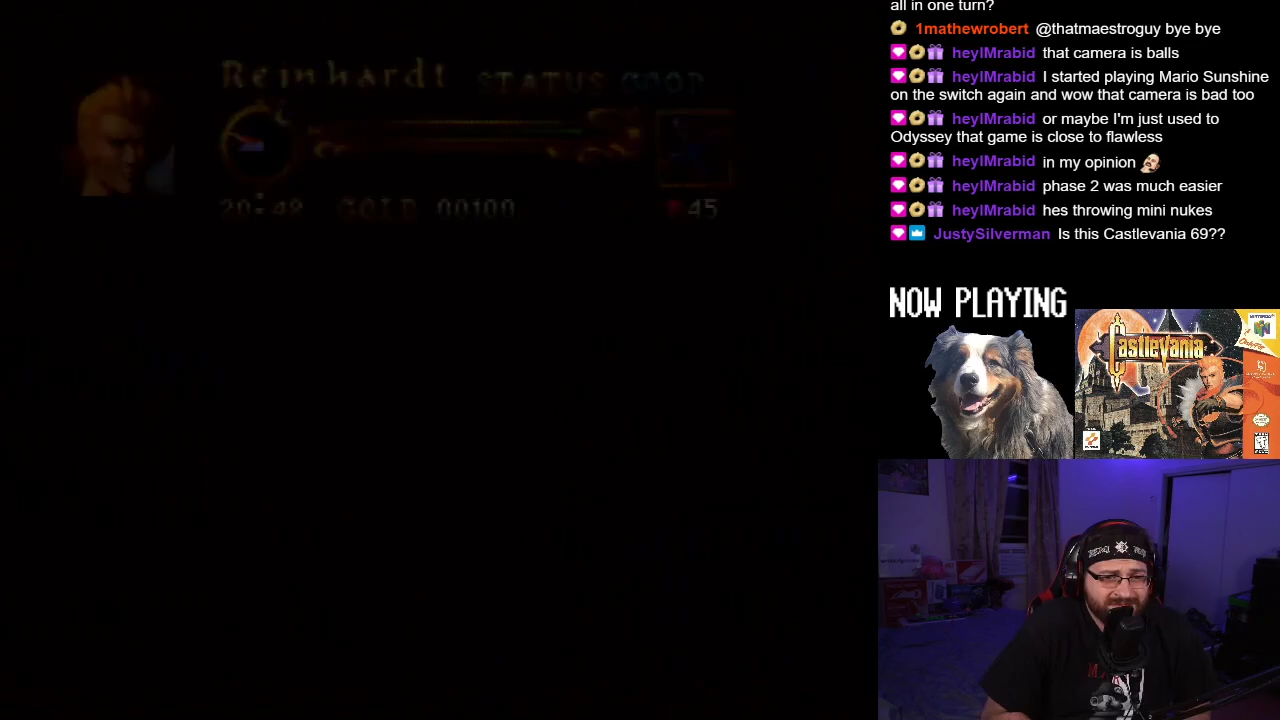 all in one turn?
1mathewrobert @thatmaestroguy bye bye
heyIMrabid that camera is balls
heyIMrabid I started playing Mario Sunshine
on the switch again and wow that camera is bad too
heyIMrabid or maybe I'm just used to
Odyssey that game is close to flawless
heyIMrabid in my opinion
heyIMrabid phase 2 was much easier
heyIMrabid hes throwing mini nukes
JustySilverman Is this Castlevania 69??
Reinhardt STATUS GOOD
20:48 GOLD 00100 45
NOW PLAYING
Castlevania